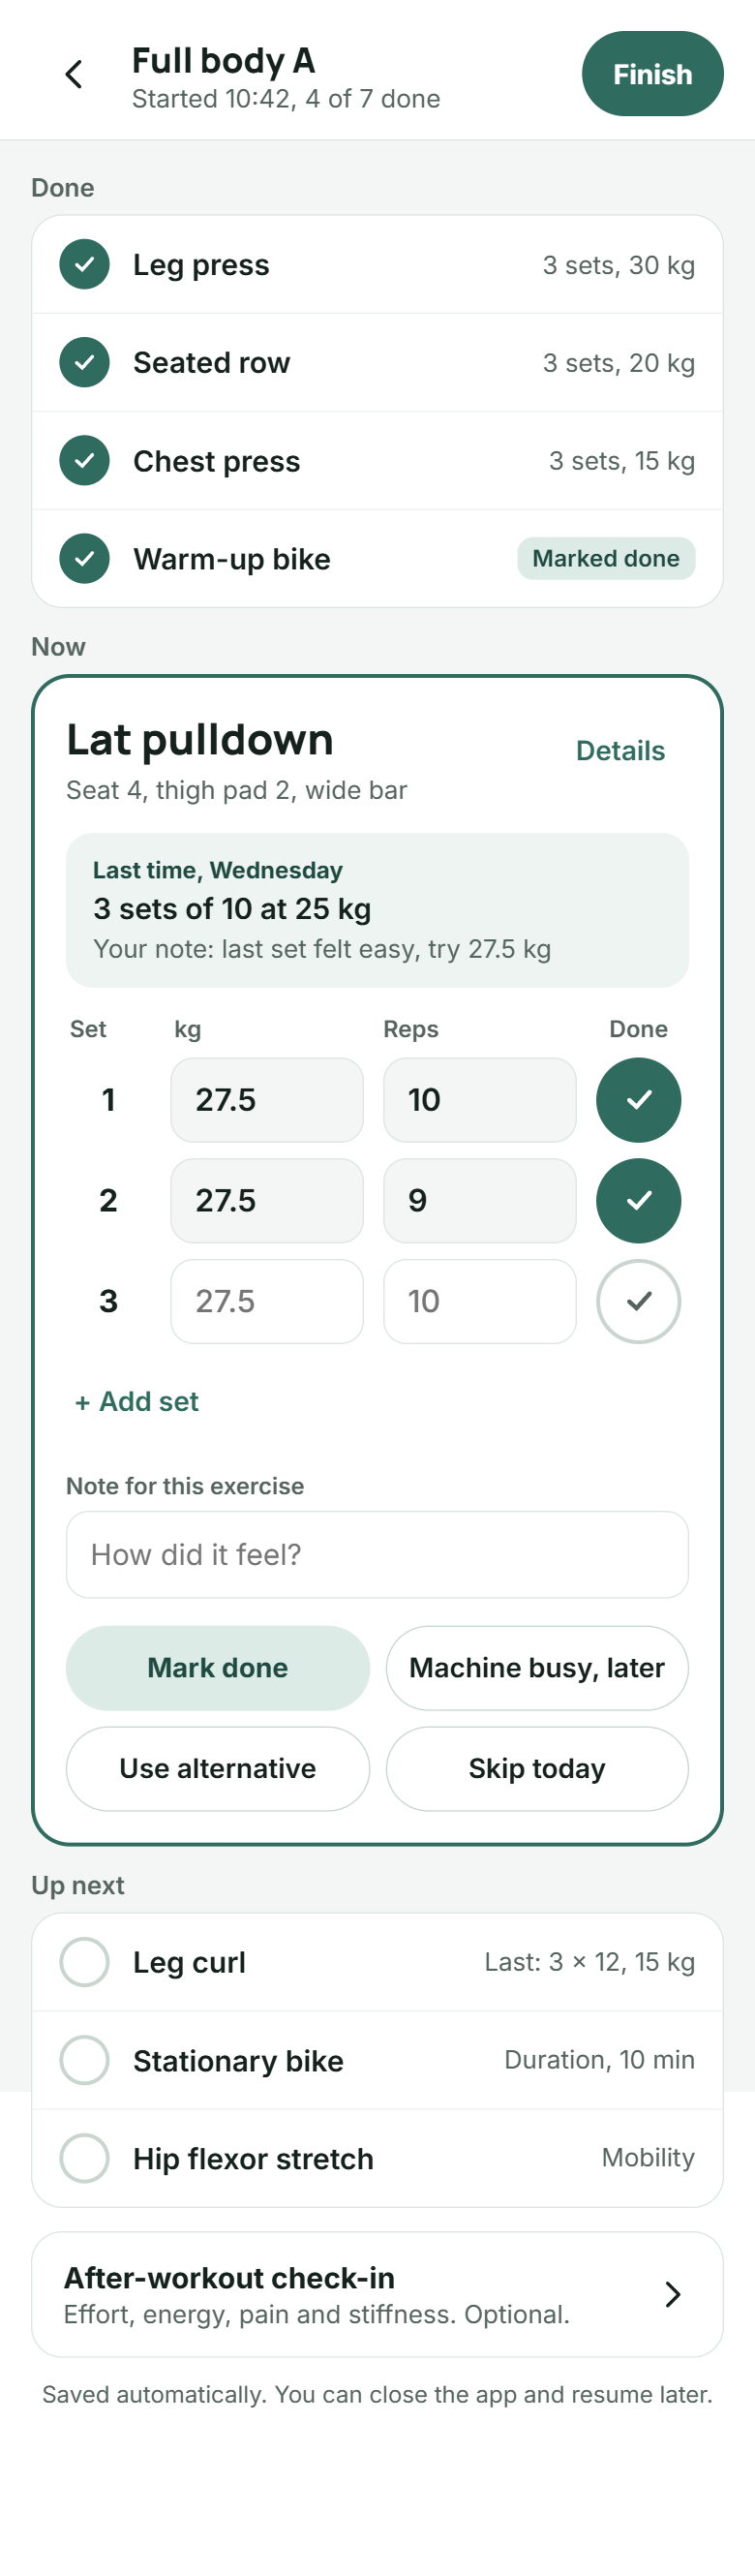 Full body A
Started 10:42, 4 of 7 done
Finish
Done
Leg press
3 sets, 30 kg
Seated row
3 sets, 20 kg
Chest press
3 sets, 15 kg
Warm-up bike
Marked done
Now
Lat pulldown
Details
Seat 4, thigh pad 2, wide bar
Last time, Wednesday
3 sets of 10 at 25 kg
Your note: last set felt easy, try 27.5 kg
Set kg Reps Done
1 27.5 10
2 27.5 9
3 27.5 10
+ Add set
Note for this exercise
How did it feel?
Mark done
Machine busy, later
Use alternative
Skip today
Up next
Leg curl
Last: 3 × 12, 15 kg
Stationary bike
Duration, 10 min
Hip flexor stretch
Mobility
After-workout check-in
Effort, energy, pain and stiffness. Optional.
Saved automatically. You can close the app and resume later.